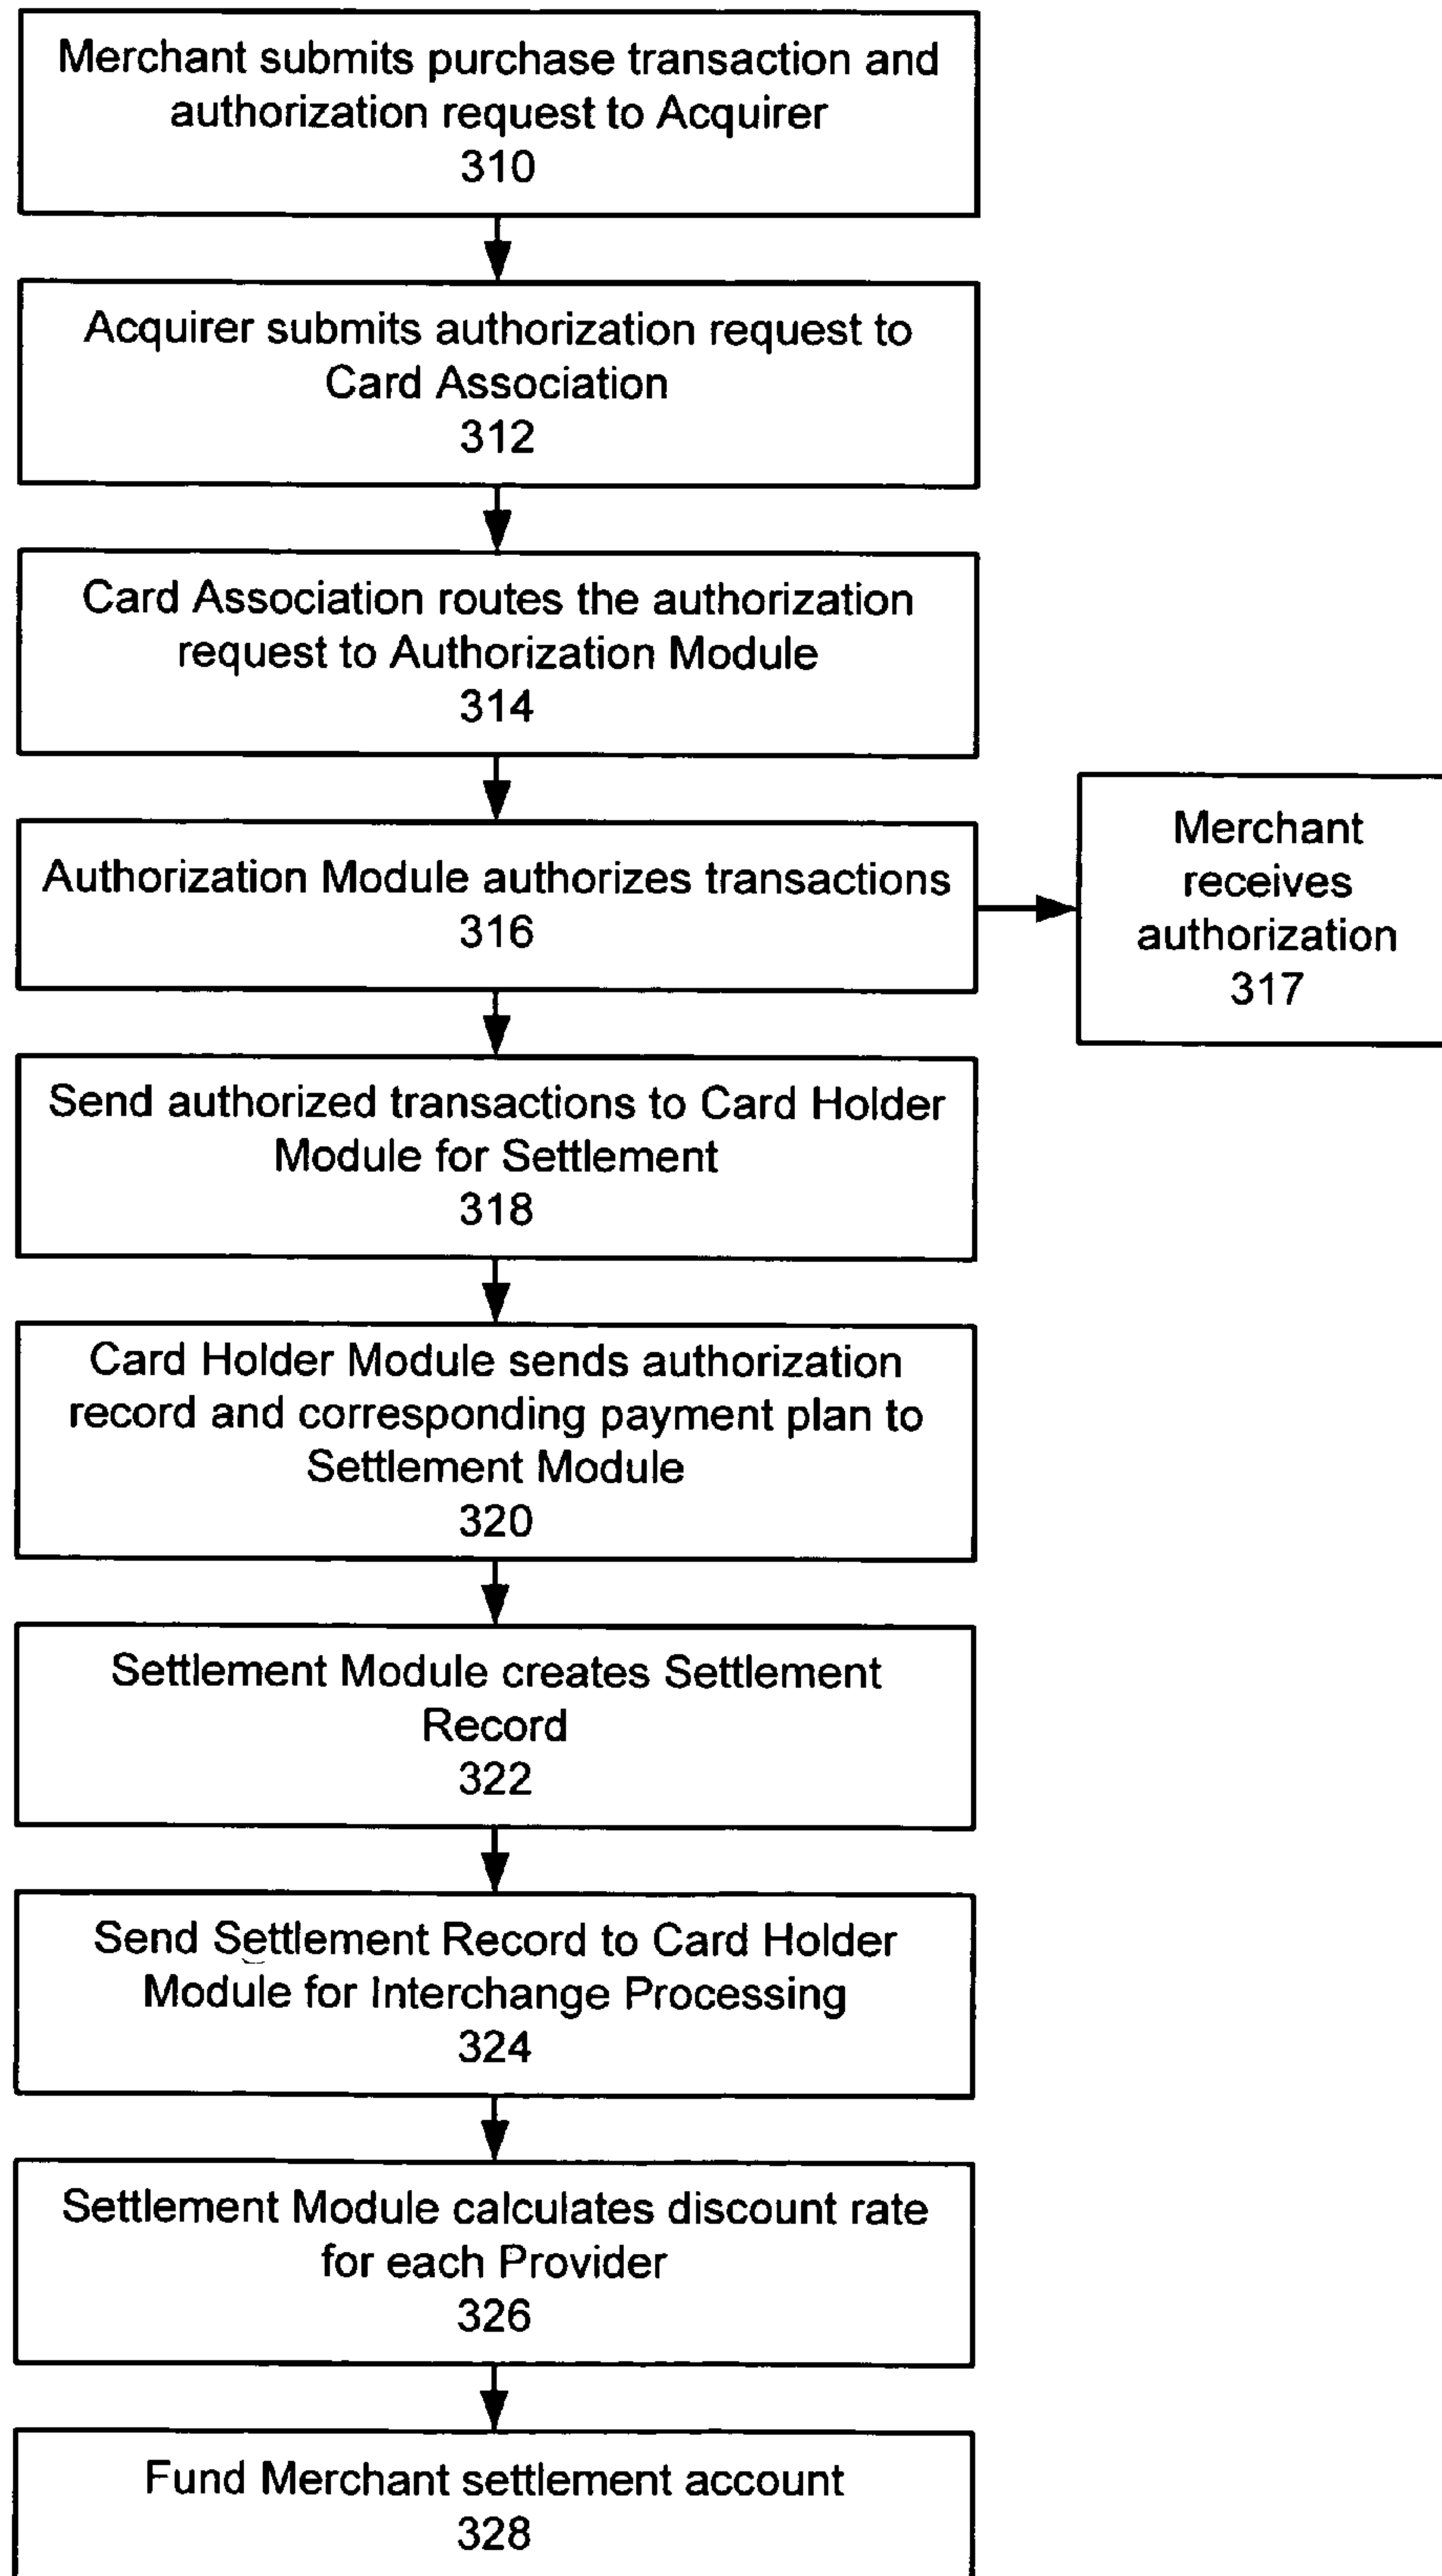 Merchant submits purchase transaction and
authorization request to Acquirer
310
Acquirer submits authorization request to
Card Association
312
Card Association routes the authorization
request to Authorization Module
314
Authorization Module authorizes transactions
316
Merchant
receives
authorization
317
Send authorized transactions to Card Holder
Module for Settlement
318
Card Holder Module sends authorization
record and corresponding payment plan to
Settlement Module
320
Settlement Module creates Settlement
Record
322
Send Settlement Record to Card Holder
Module for Interchange Processing
324
Settlement Module calculates discount rate
for each Provider
326
Fund Merchant settlement account
328